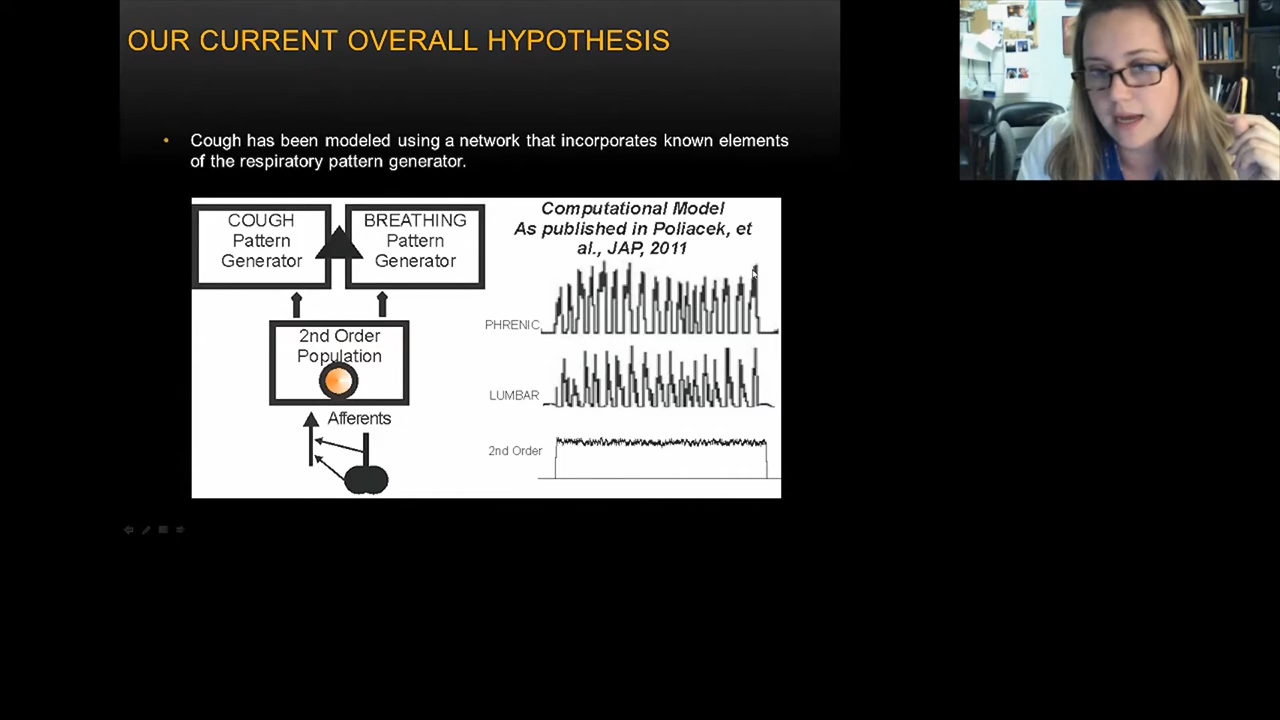 OUR CURRENT OVERALL HYPOTHESIS
• Cough has been modeled using a network that incorporates known elements
of the respiratory pattern generator.
COUGH
Pattern
Generator
BREATHING
Pattern
Generator
2nd Order
Population
Afferents
Computational Model
As published in Poliacek, et
al., JAP, 2011
PHRENIC
LUMBAR
2nd Order